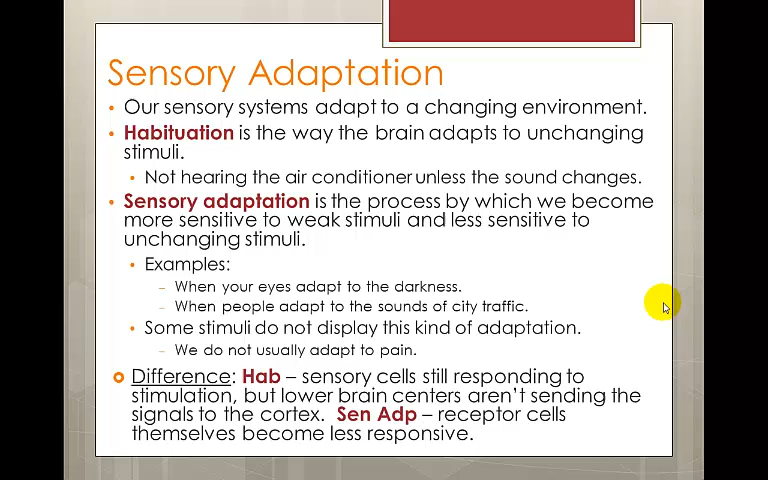 Sensory Adaptation
• Our sensory systems adapt to a changing environment.
• Habituation is the way the brain adapts to unchanging
stimuli.
• Not hearing the air conditioner unless the sound changes.
• Sensory adaptation is the process by which we become
more sensitive to weak stimuli and less sensitive to
unchanging stimuli.
• Examples:
– When your eyes adapt to the darkness.
– When people adapt to the sounds of city traffic.
• Some stimuli do not display this kind of adaptation.
– We do not usually adapt to pain.
Difference: Hab – sensory cells still responding to
stimulation, but lower brain centers aren't sending the
signals to the cortex. Sen Adp – receptor cells
themselves become less responsive.